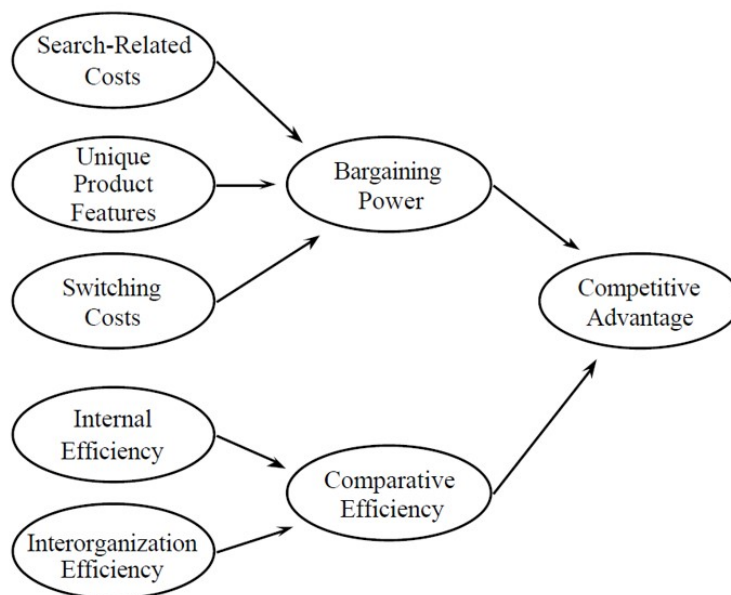 Search-Related
Costs
Unique
Product
Features
Switching
Costs
Bargaining
Power
Competitive
Advantage
Internal
Efficiency
Interorganization
Efficiency
Comparative
Efficiency